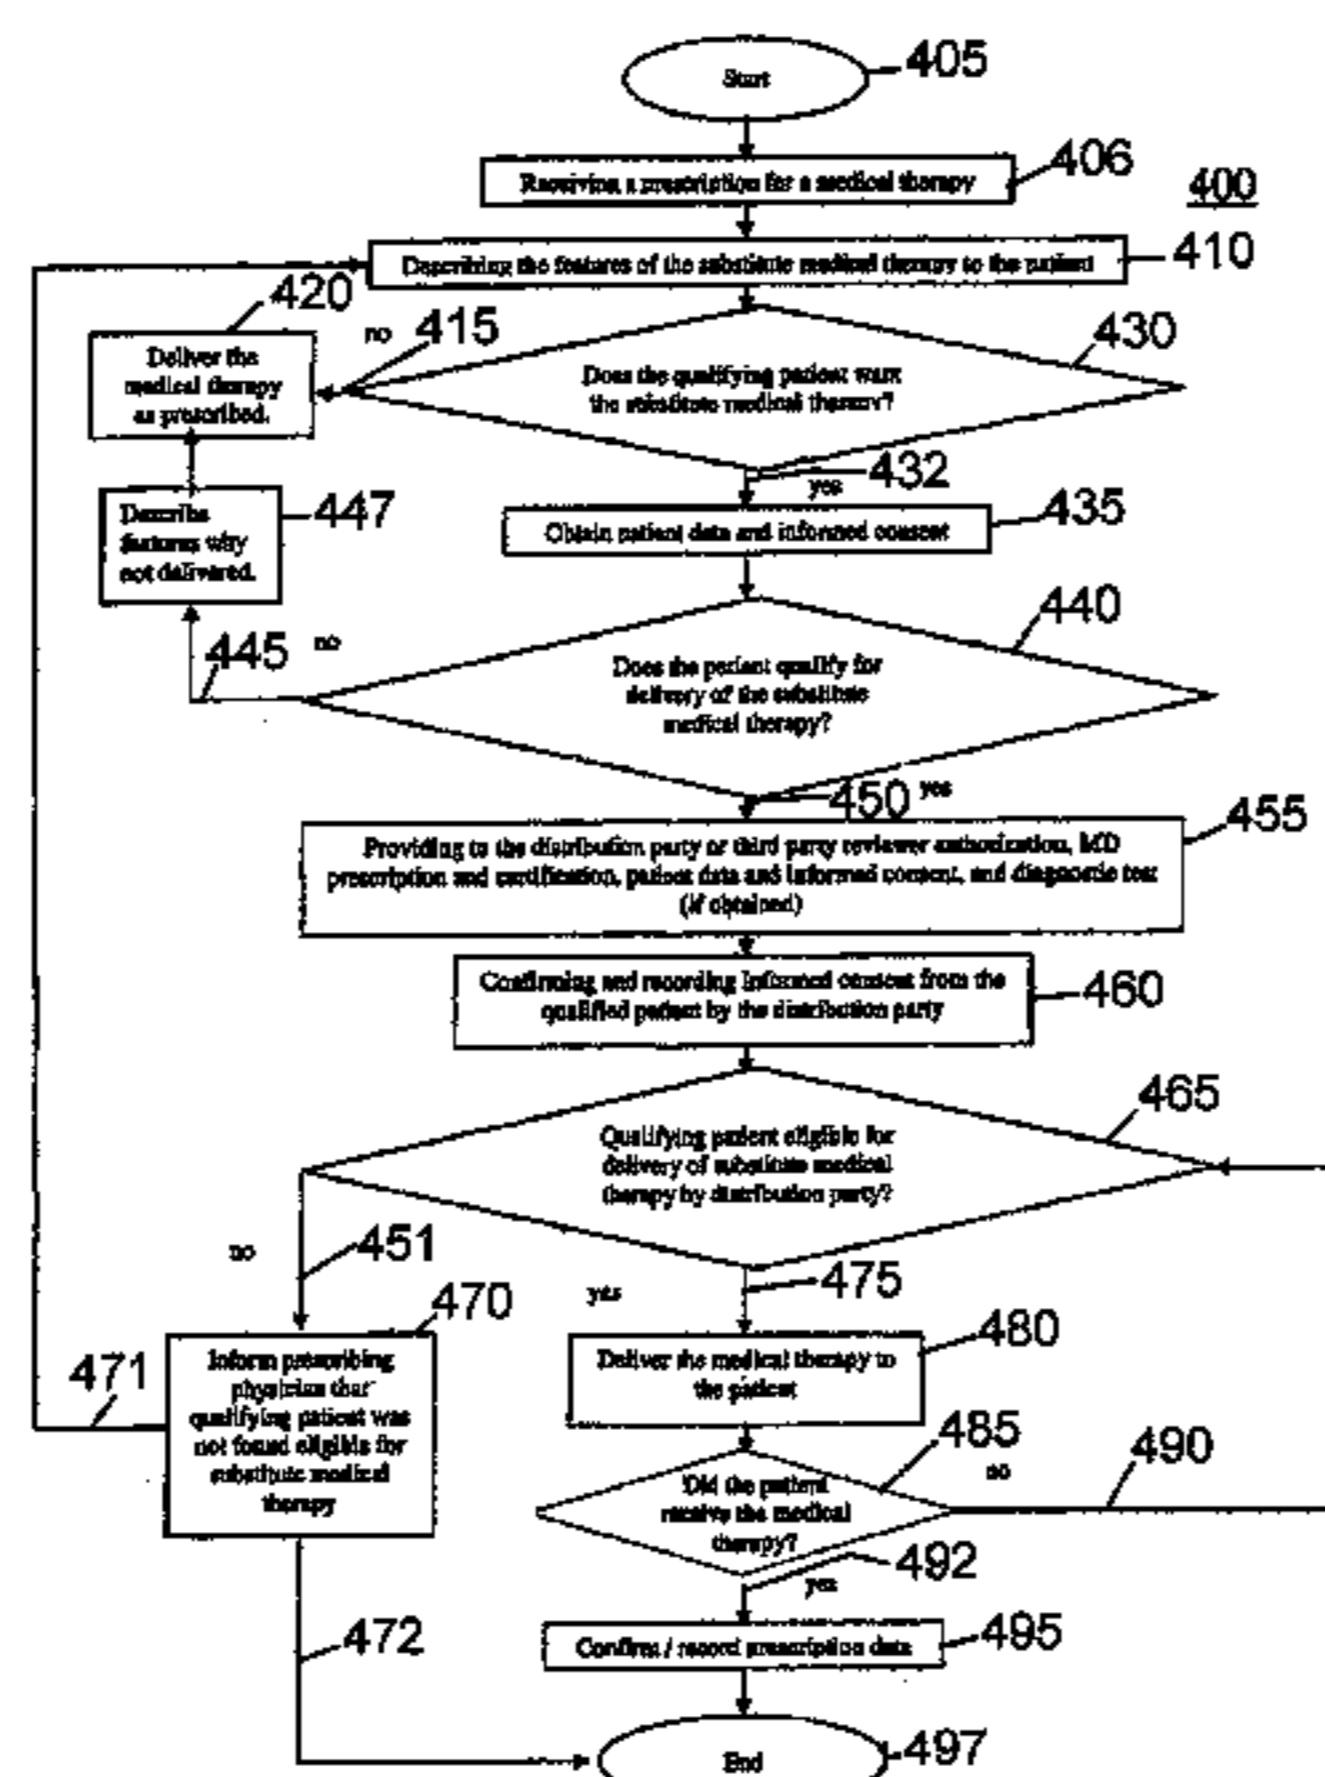 Start
405
Receiving a prescription for a medical therapy
406
400
Describing the features of the substitute medical therapy to the patient
410
420
no
415
430
Deliver the
medical therapy
as prescribed.
Does the qualifying patient want
the substitute medical therapy?
432
yes
Describe
features why
not delivered.
447
Obtain patient data and informed consent
435
440
445
no
Does the patient qualify for
delivery of the substitute
medical therapy?
450
yes
Providing to the distribution party or third party reviewer authorization, MD
prescription and certification, patient data and informed consent, and diagnostic test
(if obtained)
455
Confirming and recording Informed consent from the
qualified patient by the distribution party
460
465
Qualifying patient eligible for
delivery of substitute medical
therapy by distribution party?
no
451
475
yes
470
471
Inform prescribing
physician that
qualifying patient was
not found eligible for
substitute medical
therapy
480
Deliver the medical therapy to
the patient
485
no
490
Did the patient
receive the medical
therapy?
492
yes
472
Confirm / record prescription data
495
End
497